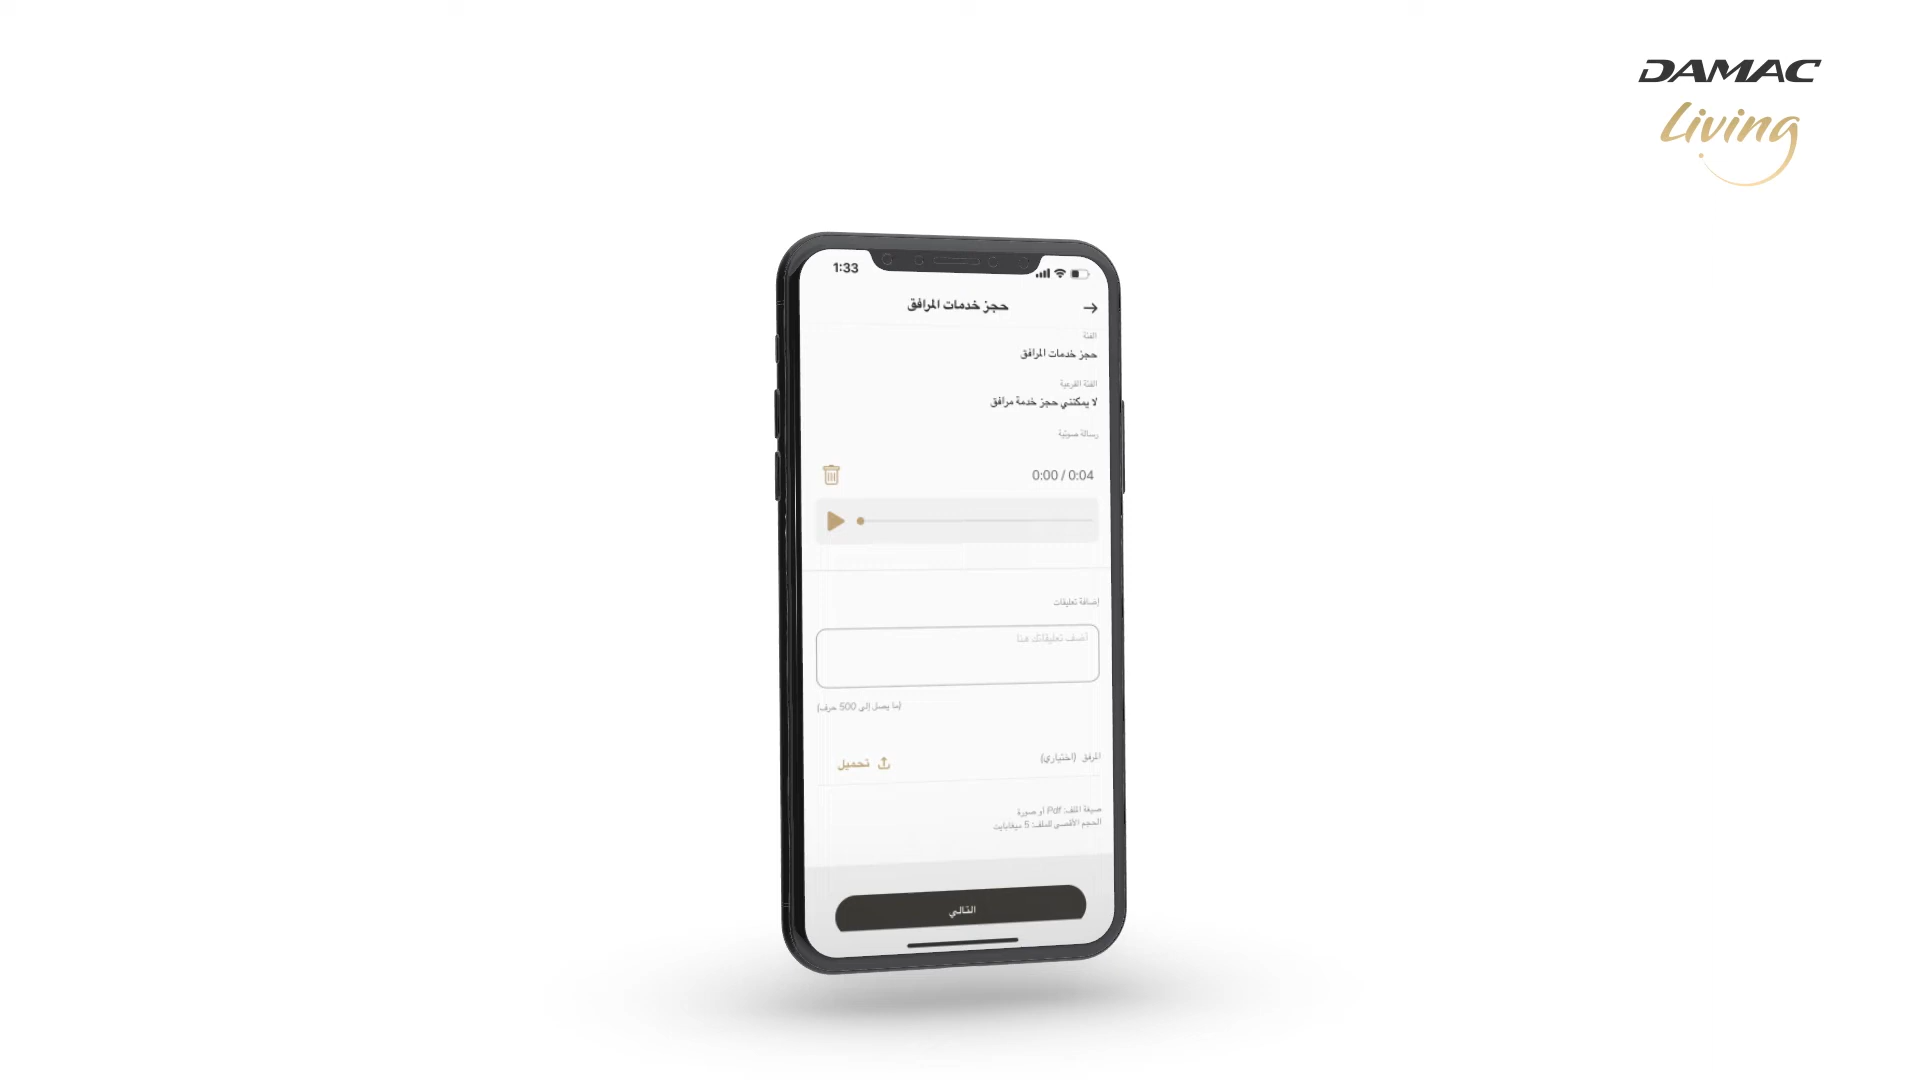 DAMAC
Living
1:33
حجز خدمات المرافق
الفئة
حجز خدمات المرافق
الفئة الفرعية
لا يمكنني حجز خدمة مرافق
رسالة صوتية
0:00 / 0:04
إضافة تعليقات
أضف تعليقاتك هنا
(ما يصل إلى 500 حرف)
المرفق (اختياري)
تحميل
صيغة الملف: Pdf أو صورة
الحجم الأقصى للملف: 5 ميغابايت
التالي